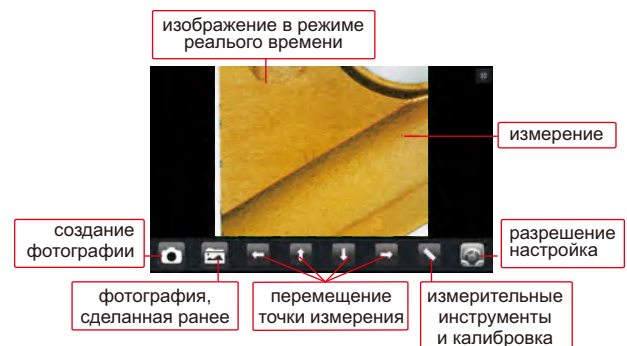 изображение в режиме
реального времени
измерение
создание
фотографии
разрешение
настройка
фотография,
сделанная ранее
перемещение
точки измерения
измерительные
инструменты
и калибровка